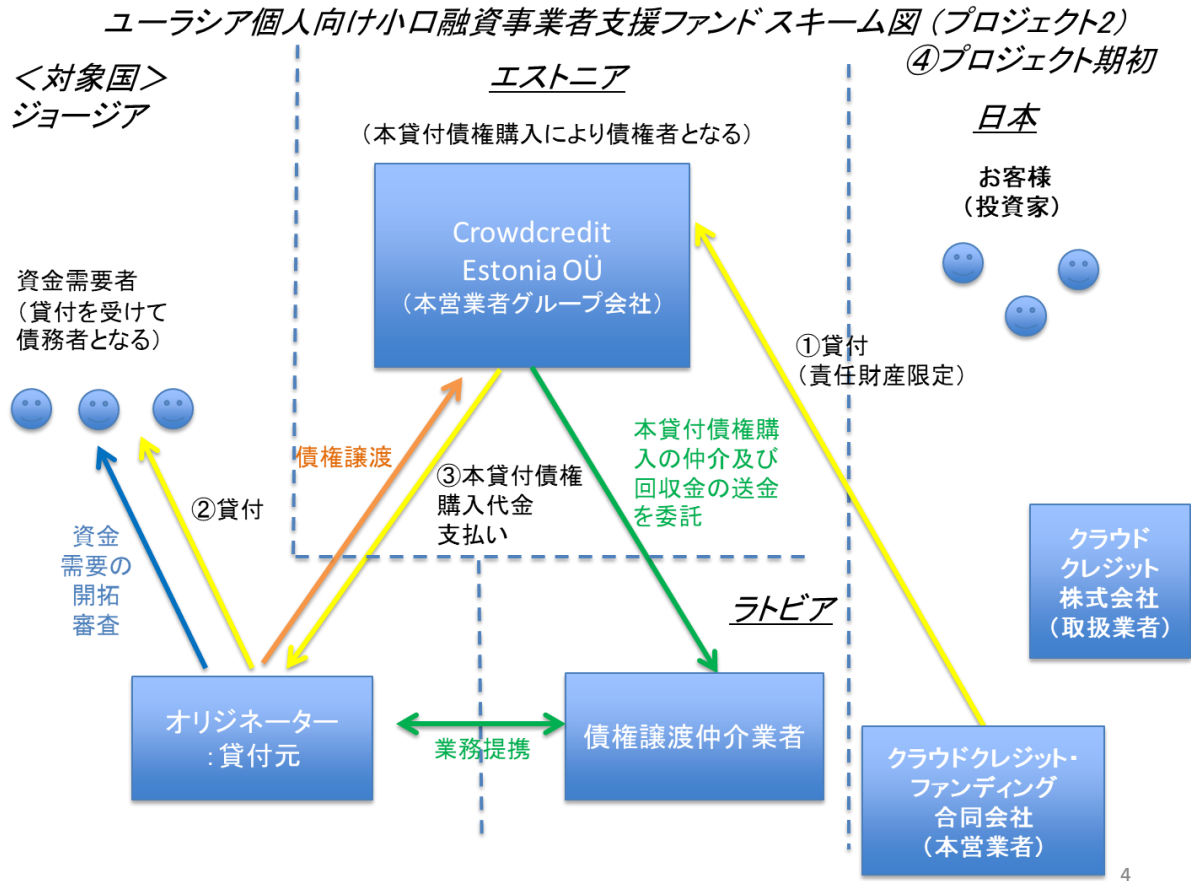 ユーラシア個人向け小口融資事業者支援ファンド スキーム図（プロジェクト2）
④プロジェクト期初
＜対象国＞
ジョージア
エストニア
日本
（本貸付債権購入により債権者となる）
お客様
（投資家）
Crowdcredit
Estonia OÜ
（本営業者グループ会社）
資金需要者
（貸付を受けて
債務者となる）
①貸付
（責任財産限定）
債権譲渡
③本貸付債権
購入代金
支払い
本貸付債権購
入の仲介及び
回収金の送金
を委託
②貸付
資金
需要の
開拓
審査
クラウド
クレジット
株式会社
（取扱業者）
ラトビア
オリジネーター
：貸付元
業務提携
債権譲渡仲介業者
クラウドクレジット・
ファンディング
合同会社
（本営業者）
4